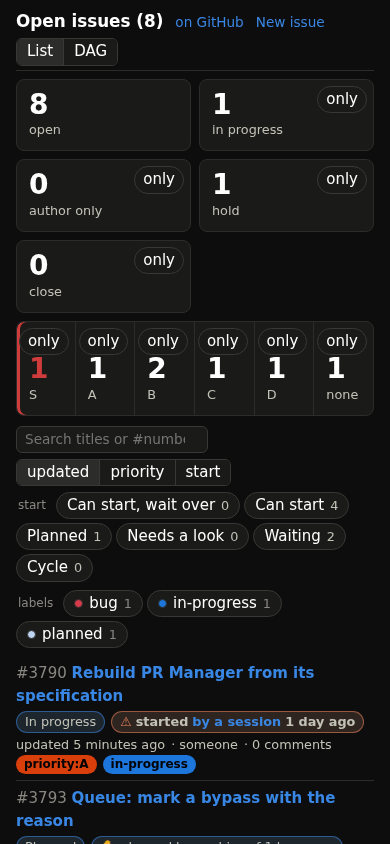 Open issues (8) on GitHub New issue
List DAG
8 open
1 in progress only
0 author only only
1 hold only
0 close only
only only only only only only
1 1 2 1 1 1
S A B C D none
Search titles or #numbe
updated priority start
start Can start, wait over 0 Can start 4
Planned 1 Needs a look 0 Waiting 2
Cycle 0
labels bug 1 in-progress 1
planned 1
#3790 Rebuild PR Manager from its
specification
In progress ⚠ started by a session 1 day ago
updated 5 minutes ago · someone · 0 comments
priority:A in-progress
#3793 Queue: mark a bypass with the
reason